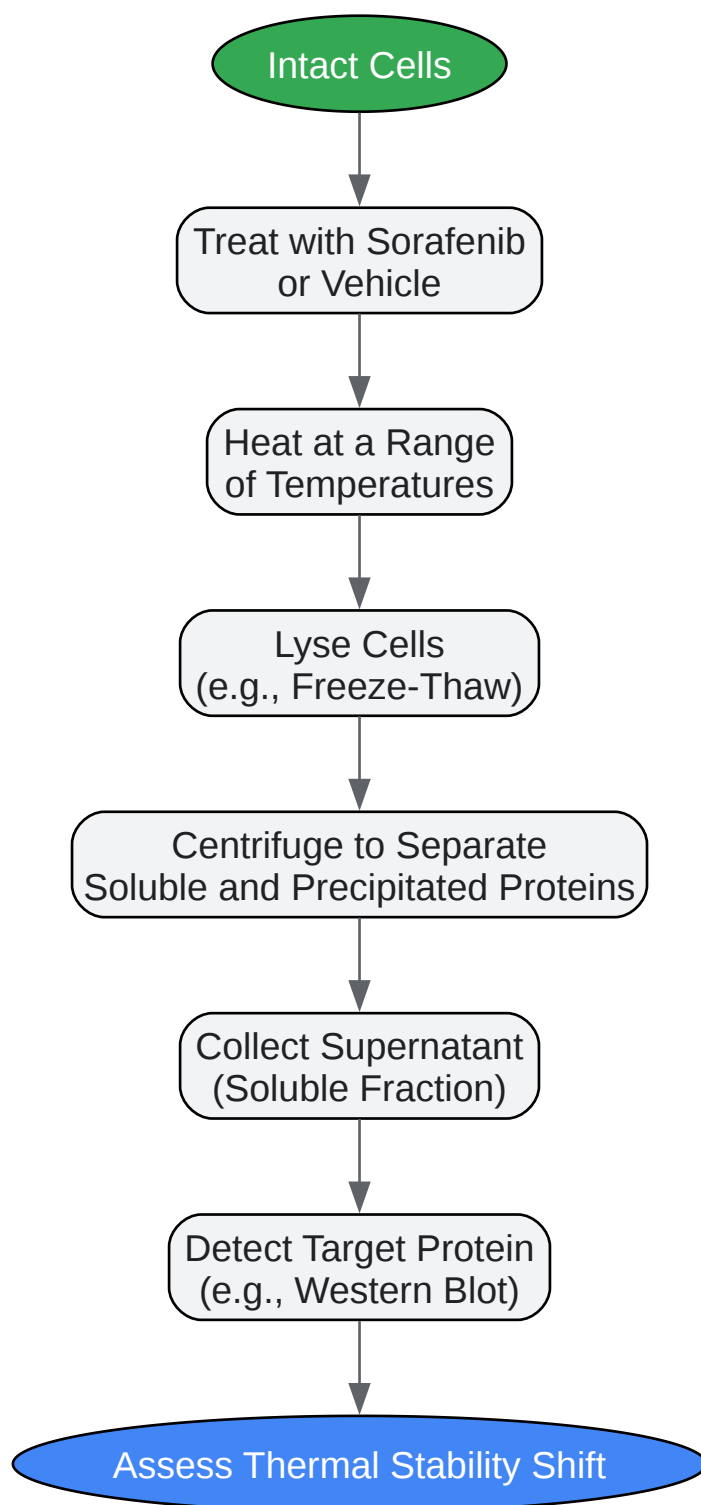 Intact Cells
Treat with Sorafenib
or Vehicle
Heat at a Range
of Temperatures
Lyse Cells
(e.g., Freeze-Thaw)
Centrifuge to Separate
Soluble and Precipitated Proteins
Collect Supernatant
(Soluble Fraction)
Detect Target Protein
(e.g., Western Blot)
Assess Thermal Stability Shift